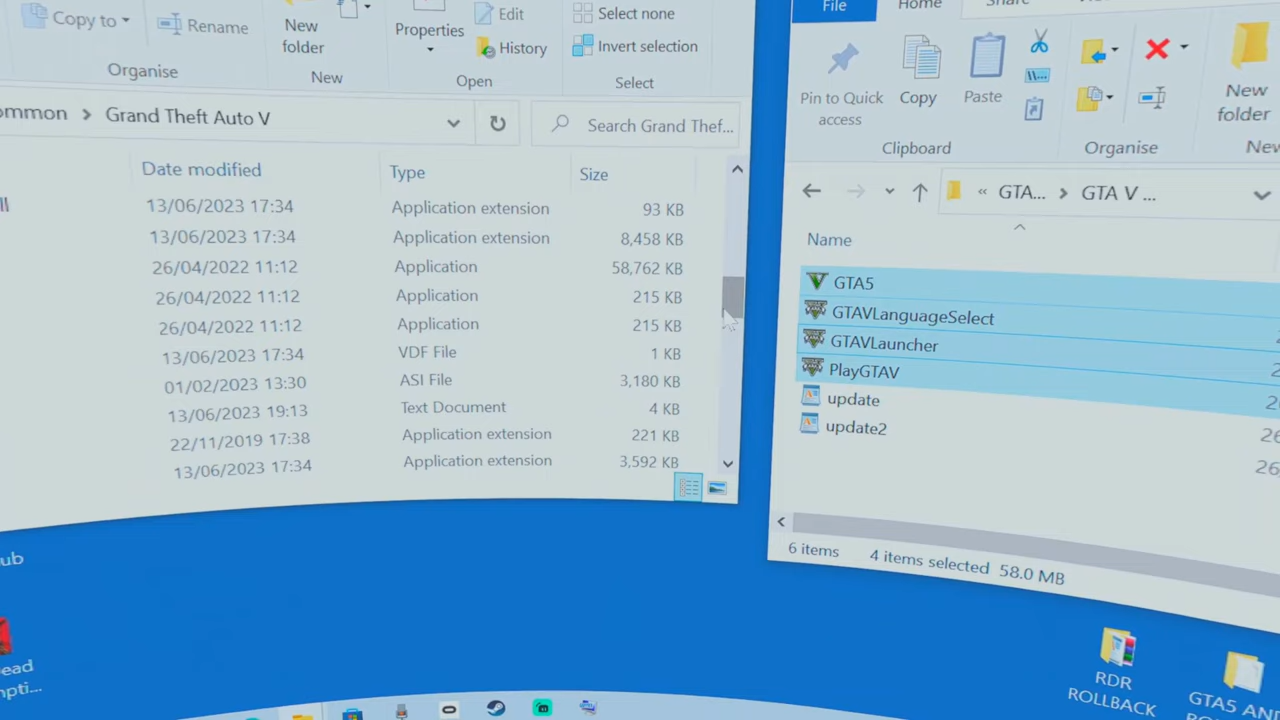 Copy to
Rename
Organise
New
folder
New
Properties
Edit
History
Open
Select none
Invert selection
Select
Grand Theft Auto V
Search Grand Thef...
Date modified
Type
Size
13/06/2023 17:34 Application extension 93 KB
13/06/2023 17:34 Application extension 8,458 KB
26/04/2022 11:12 Application 58,762 KB
26/04/2022 11:12 Application 215 KB
26/04/2022 11:12 Application 215 KB
13/06/2023 17:34 VDF File 1 KB
01/02/2023 13:30 ASI File 3,180 KB
13/06/2023 19:13 Text Document 4 KB
22/11/2019 17:38 Application extension 221 KB
13/06/2023 17:34 Application extension 3,592 KB
File
Home
Pin to Quick
access
Copy
Paste
Clipboard
Organise
New
folder
New
« GTA... > GTA V ...
Name
GTA5
GTAVLanguageSelect
GTAVLauncher
PlayGTAV
update
update2
6 items 4 items selected 58.0 MB
RDR
ROLLBACK
GTA5